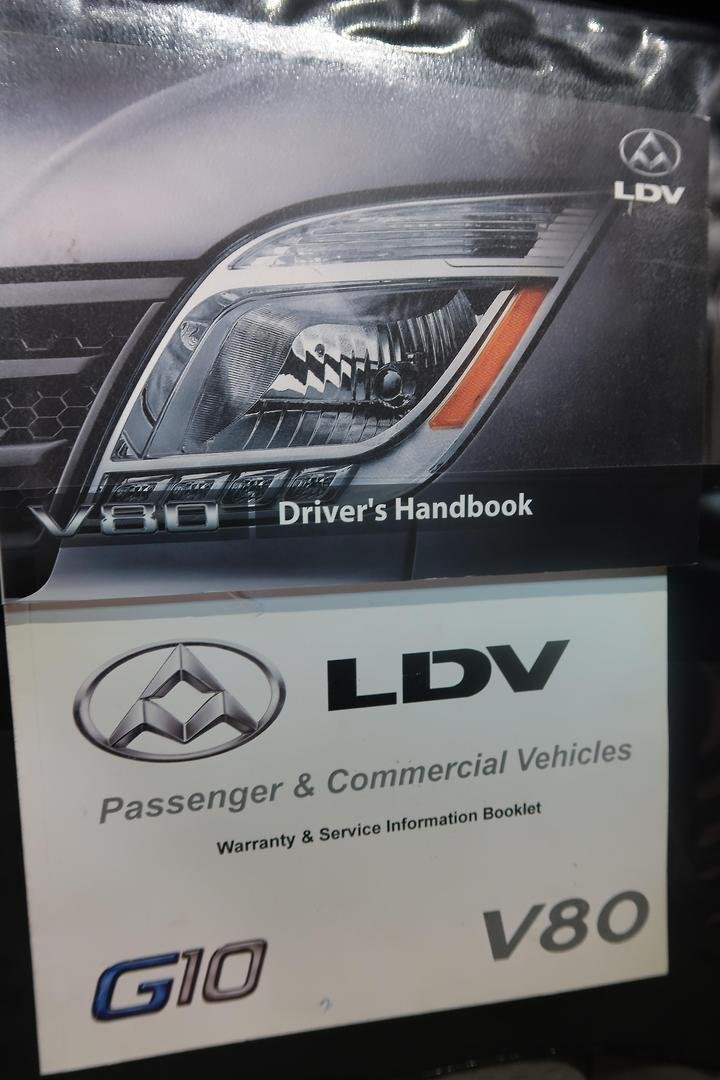 LDV
V80 Driver's Handbook
LDV
Passenger & Commercial Vehicles
Warranty & Service Information Booklet
V80
G10